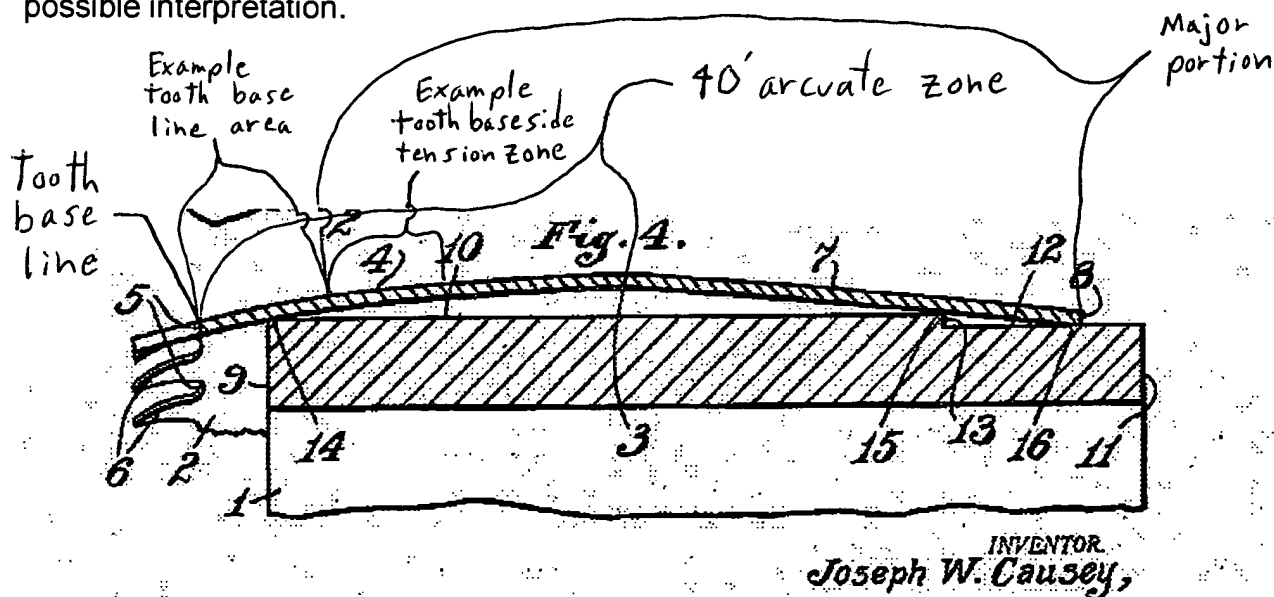 possible interpretation.
Major
portion
Example
tooth base
line area
Example
tooth baseside
tension zone
40' arcuate zone
Tooth
base
line
2
Fig. 4.
4
10
7
12
8
5
9
6
2
14
3
15
13
16
11
1
INVENTOR
Joseph W. Causey,